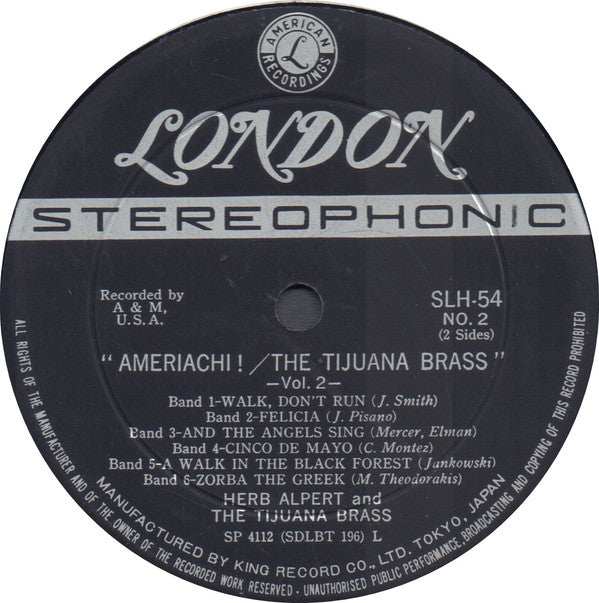 AMERICAN
L
RECORDINGS
LONDON
STEREOPHONIC
Recorded by
A & M,
U.S.A.
SLH-54
NO. 2
(2 Sides)
"AMERIACHI! / THE TIJUANA BRASS"
—Vol. 2—
Band 1-WALK, DON'T RUN (J. Smith)
Band 2-FELICIA (J. Pisano)
Band 3-AND THE ANGELS SING (Mercer, Elman)
Band 4-CINCO DE MAYO (C. Montez)
Band 5-A WALK IN THE BLACK FOREST (Jankowski)
Band 6-ZORBA THE GREEK (M. Theodorakis)
HERB ALPERT and
THE TIJUANA BRASS
SP 4112 (SDLBT 196) L
MANUFACTURED BY KING RECORD CO., LTD. TOKYO, JAPAN
ALL RIGHTS OF THE MANUFACTURER AND OF THE OWNER OF THE RECORDED WORK RESERVED · UNAUTHORISED PUBLIC PERFORMANCE, BROADCASTING AND COPYING OF THIS RECORD PROHIBITED